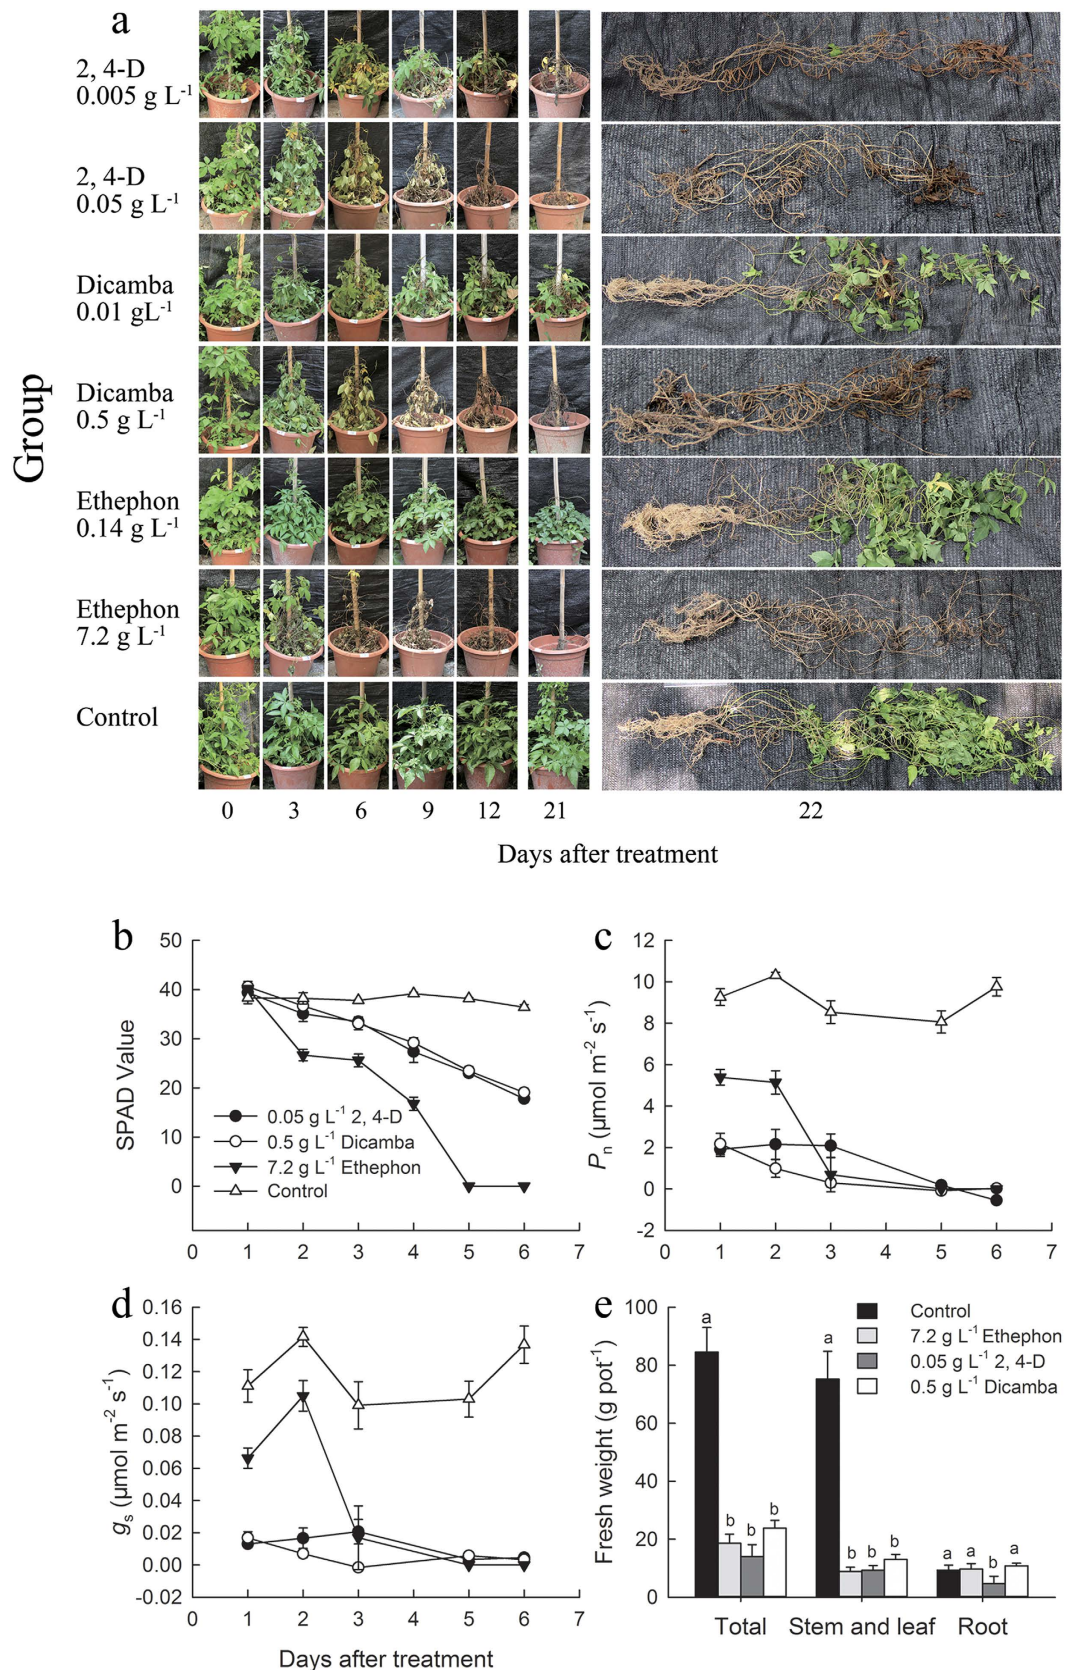 a
2, 4-D
0.005 g L⁻¹
2, 4-D
0.05 g L⁻¹
Dicamba
0.01 gL⁻¹
Dicamba
0.5 g L⁻¹
Ethephon
0.14 g L⁻¹
Ethephon
7.2 g L⁻¹
Control
Group
0 3 6 9 12 21 22
Days after treatment
b
SPAD Value
50
40
30
20
10
0
0.05 g L⁻¹ 2, 4-D
0.5 g L⁻¹ Dicamba
7.2 g L⁻¹ Ethephon
Control
0 1 2 3 4 5 6 7
c
Pn (μmol m⁻² s⁻¹)
12
10
8
6
4
2
0
-2
0 1 2 3 4 5 6 7
d
gs (μmol m⁻² s⁻¹)
0.16
0.14
0.12
0.10
0.08
0.06
0.04
0.02
0.00
-0.02
0 1 2 3 4 5 6 7
Days after treatment
e
Fresh weight (g pot⁻¹)
100
80
60
40
20
0
Control
7.2 g L⁻¹ Ethephon
0.05 g L⁻¹ 2, 4-D
0.5 g L⁻¹ Dicamba
a b b b
a b b b
a a b a
Total Stem and leaf Root